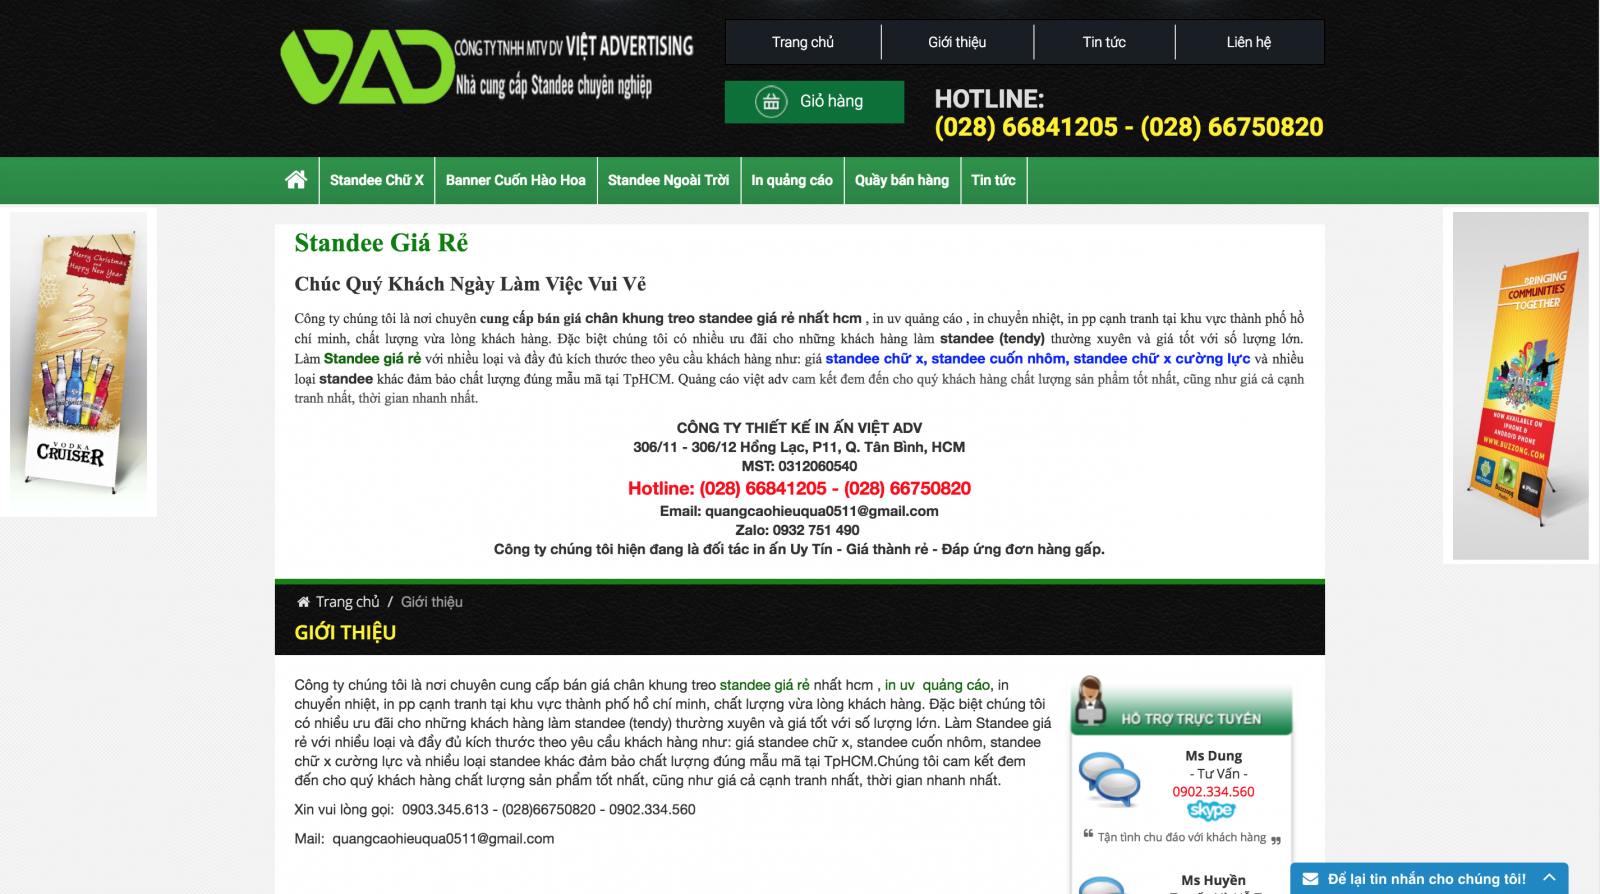 VAD CÔNG TY TNHH MTV DV VIỆT ADVERTISING
Nhà cung cấp Standee chuyên nghiệp
Trang chủ
Giới thiệu
Tin tức
Liên hệ
Giỏ hàng
HOTLINE:
(028) 66841205 - (028) 66750820
Standee Chữ X
Banner Cuốn Hào Hoa
Standee Ngoài Trời
In quảng cáo
Quầy bán hàng
Tin tức
Merry Christmas
and
Happy New Year
VODKA
CRUISER
BRINGING
COMMUNITIES
TOGETHER
NOW AVAILABLE ON
IPHONE &
ANDROID PHONE
WWW.BUZZONG.COM
Standee Giá Rẻ
Chúc Quý Khách Ngày Làm Việc Vui Vẻ
Công ty chúng tôi là nơi chuyên cung cấp bán giá chân khung treo standee giá rẻ nhất hcm , in uv quảng cáo , in chuyển nhiệt, in pp cạnh tranh tại khu vực thành phố hồ
chí minh, chất lượng vừa lòng khách hàng. Đặc biệt chúng tôi có nhiều ưu đãi cho những khách hàng làm standee (tendy) thường xuyên và giá tốt với số lượng lớn.
Làm Standee giá rẻ với nhiều loại và đầy đủ kích thước theo yêu cầu khách hàng như: giá standee chữ x, standee cuốn nhôm, standee chữ x cường lực và nhiều
loại standee khác đảm bảo chất lượng đúng mẫu mã tại TpHCM. Quảng cáo việt adv cam kết đem đến cho quý khách hàng chất lượng sản phẩm tốt nhất, cũng như giá cả cạnh
tranh nhất, thời gian nhanh nhất.
CÔNG TY THIẾT KẾ IN ẤN VIỆT ADV
306/11 - 306/12 Hồng Lạc, P11, Q. Tân Bình, HCM
MST: 0312060540
Hotline: (028) 66841205 - (028) 66750820
Email: quangcaohieuqua0511@gmail.com
Zalo: 0932 751 490
Công ty chúng tôi hiện đang là đối tác in ấn Uy Tín - Giá thành rẻ - Đáp ứng đơn hàng gấp.
Trang chủ / Giới thiệu
GIỚI THIỆU
Công ty chúng tôi là nơi chuyên cung cấp bán giá chân khung treo standee giá rẻ nhất hcm , in uv  quảng cáo, in
chuyển nhiệt, in pp cạnh tranh tại khu vực thành phố hồ chí minh, chất lượng vừa lòng khách hàng. Đặc biệt chúng tôi
có nhiều ưu đãi cho những khách hàng làm standee (tendy) thường xuyên và giá tốt với số lượng lớn. Làm Standee giá
rẻ với nhiều loại và đầy đủ kích thước theo yêu cầu khách hàng như: giá standee chữ x, standee cuốn nhôm, standee
chữ x cường lực và nhiều loại standee khác đảm bảo chất lượng đúng mẫu mã tại TpHCM.Chúng tôi cam kết đem
đến cho quý khách hàng chất lượng sản phẩm tốt nhất, cũng như giá cả cạnh tranh nhất, thời gian nhanh nhất.
Xin vui lòng gọi:  0903.345.613 - (028)66750820 - 0902.334.560
Mail:  quangcaohieuqua0511@gmail.com
HỖ TRỢ TRỰC TUYẾN
Ms Dung
- Tư Vấn -
0902.334.560
skype
“ Tận tình chu đáo với khách hàng ”
Ms Huyền
Để lại tin nhắn cho chúng tôi!